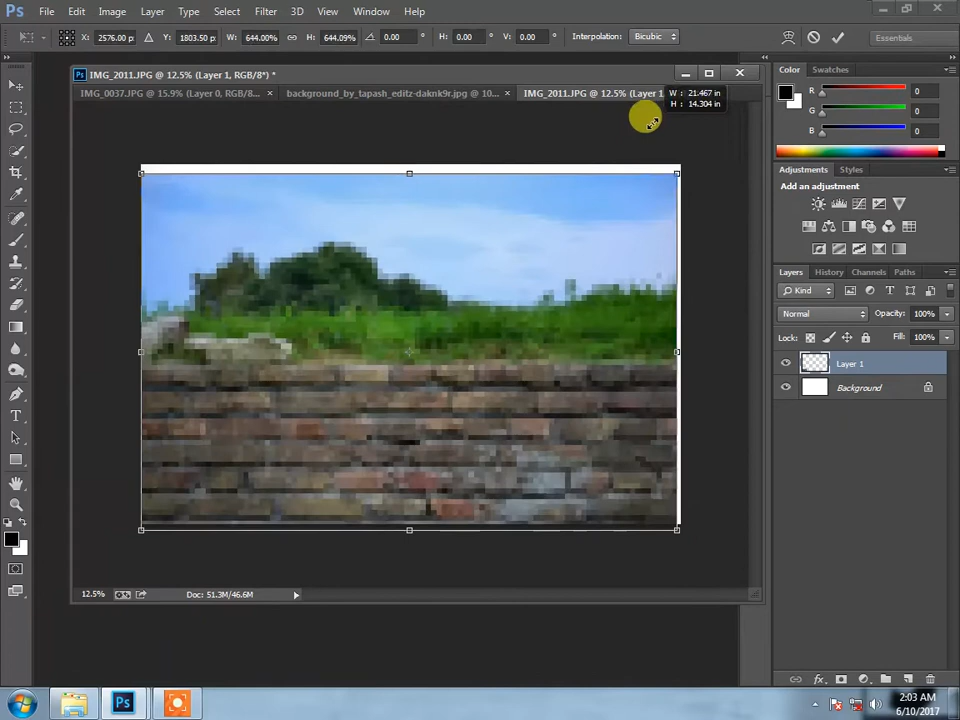 Ps File Edit Image Layer Type Select Filter 3D View Window Help
X: 2576.00 p: Y: 1803.50 p: W: 644.00% H: 644.09% 0.00 ° H: 0.00 ° V: 0.00 ° Interpolation: Bicubic Essentials
IMG_2011.JPG @ 12.5% (Layer 1, RGB/8*) *
IMG_0037.JPG @ 15.9% (Layer 0, RGB/8... × background_by_tapash_editz-daknk9r.jpg @ 10... × IMG_2011.JPG @ 12.5% (Layer 1
W : 21.467 in
H : 14.304 in
Color Swatches
R 0
G 0
B 0
Adjustments Styles
Add an adjustment
Layers History Channels Paths
Kind
Normal Opacity: 100%
Lock: Fill: 100%
Layer 1
Background
12.5% Doc: 51.3M/46.6M
fx
Ps
2:03 AM
6/10/2017